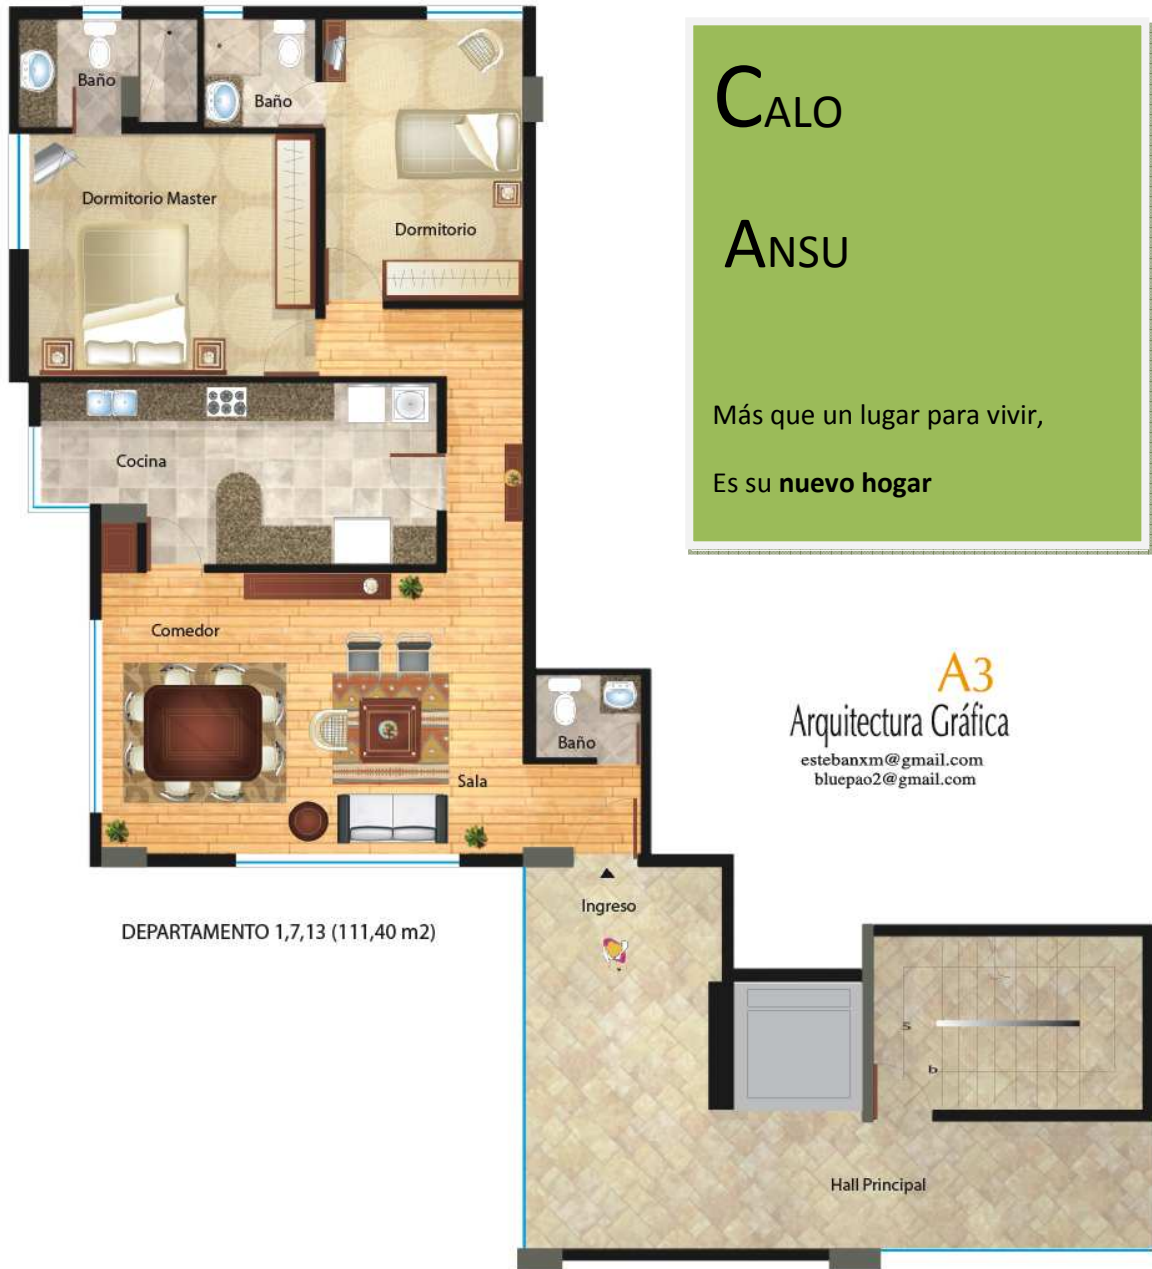 Baño
Baño
Dormitorio Master
Dormitorio
Cocina
Comedor
Sala
Baño
Ingreso
DEPARTAMENTO 1,7,13 (111,40 m2)
s
b
Hall Principal
CALO
ANSU
Más que un lugar para vivir,
Es su nuevo hogar
A3
Arquitectura Gráfica
estebanxm@gmail.com
bluepao2@gmail.com